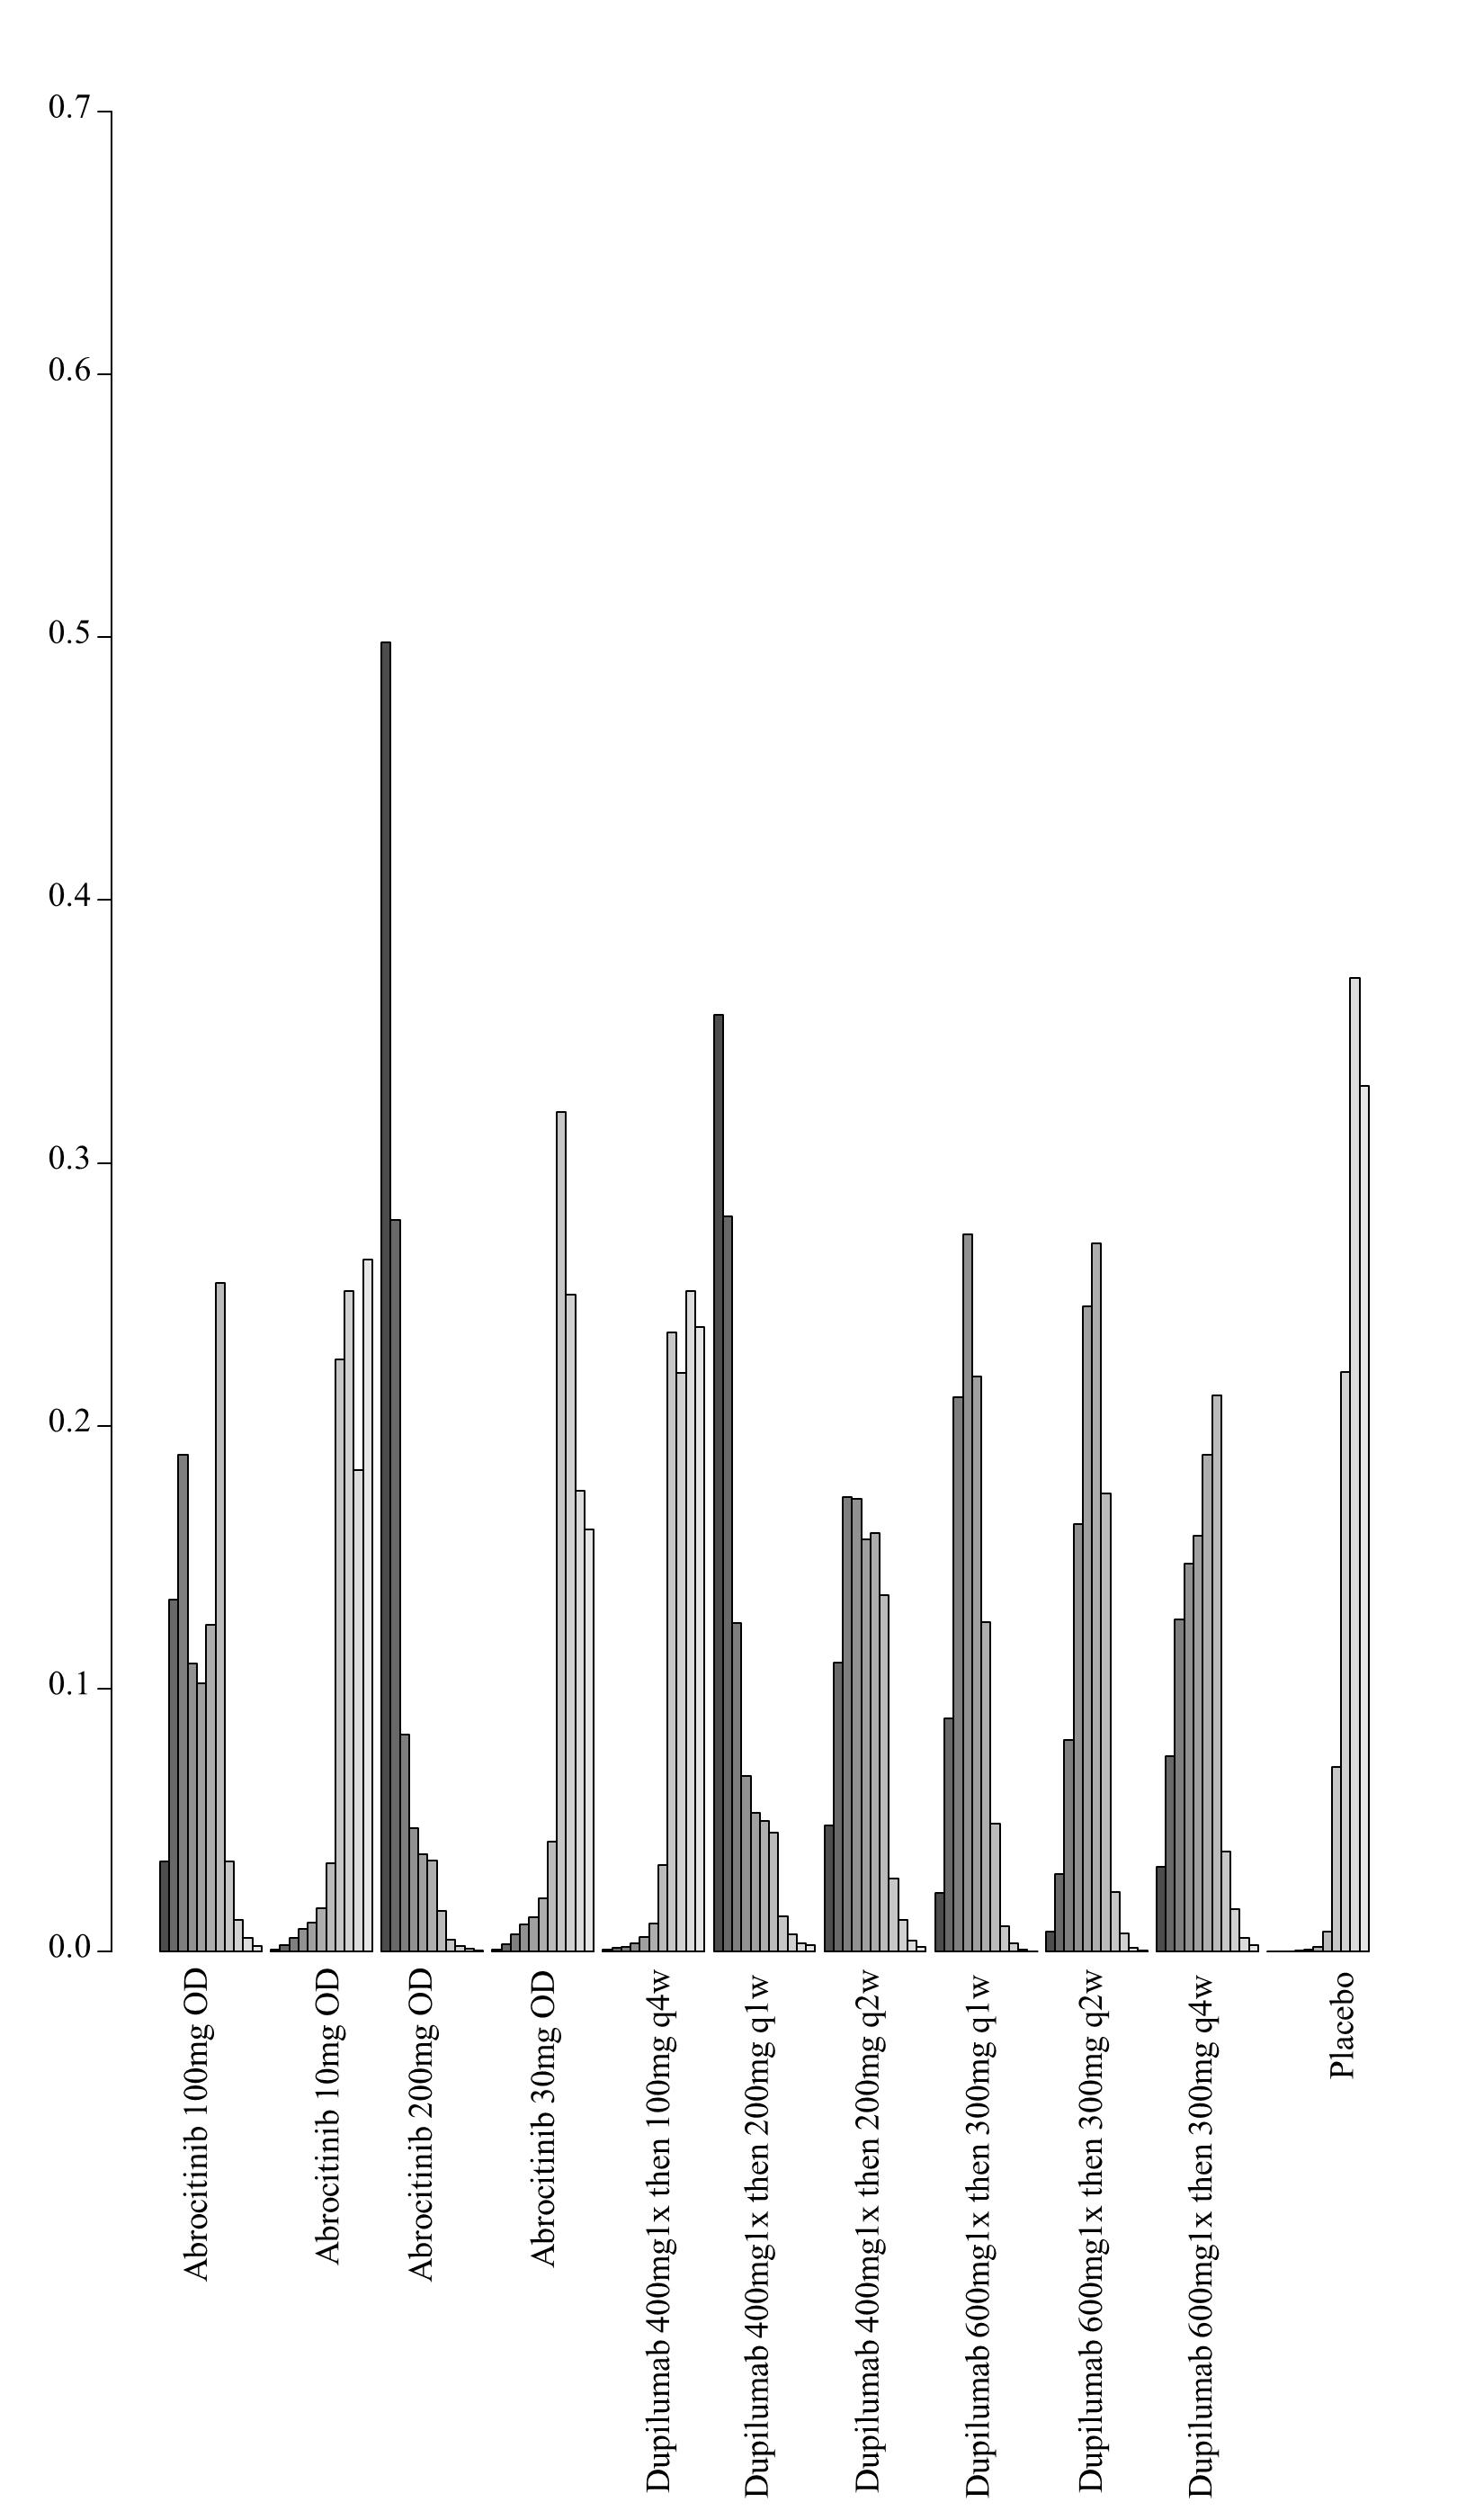 0.7
0.6
0.5
0.4
0.3
0.2
0.1
0.0
Abrocitinib 100mg OD
Abrocitinib 10mg OD
Abrocitinib 200mg OD
Abrocitinib 30mg OD
Dupilumab 400mg1x then 100mg q4w
Dupilumab 400mg1x then 200mg q1w
Dupilumab 400mg1x then 200mg q2w
Dupilumab 600mg1x then 300mg q1w
Dupilumab 600mg1x then 300mg q2w
Dupilumab 600mg1x then 300mg q4w
Placebo